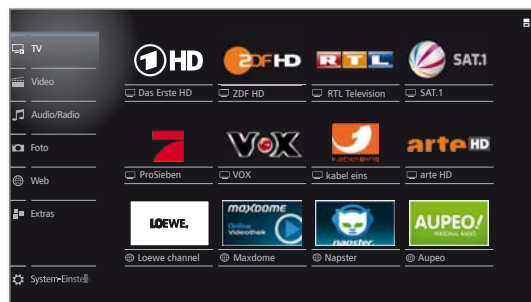 TV
Video
Audio/Radio
Foto
Web
Extras
System-Einstell
1 HD
ZDF HD
RTL
SAT.1
Das Erste HD
ZDF HD
RTL Television
SAT.1
7
VOX
kabel eins
arte HD
ProSieben
VOX
kabel eins
arte HD
LOEWE.
maxdome
Online
Videothek
napster.
AUPEO!
PERSONAL RADIO
Loewe channel
Maxdome
Napster
Aupeo